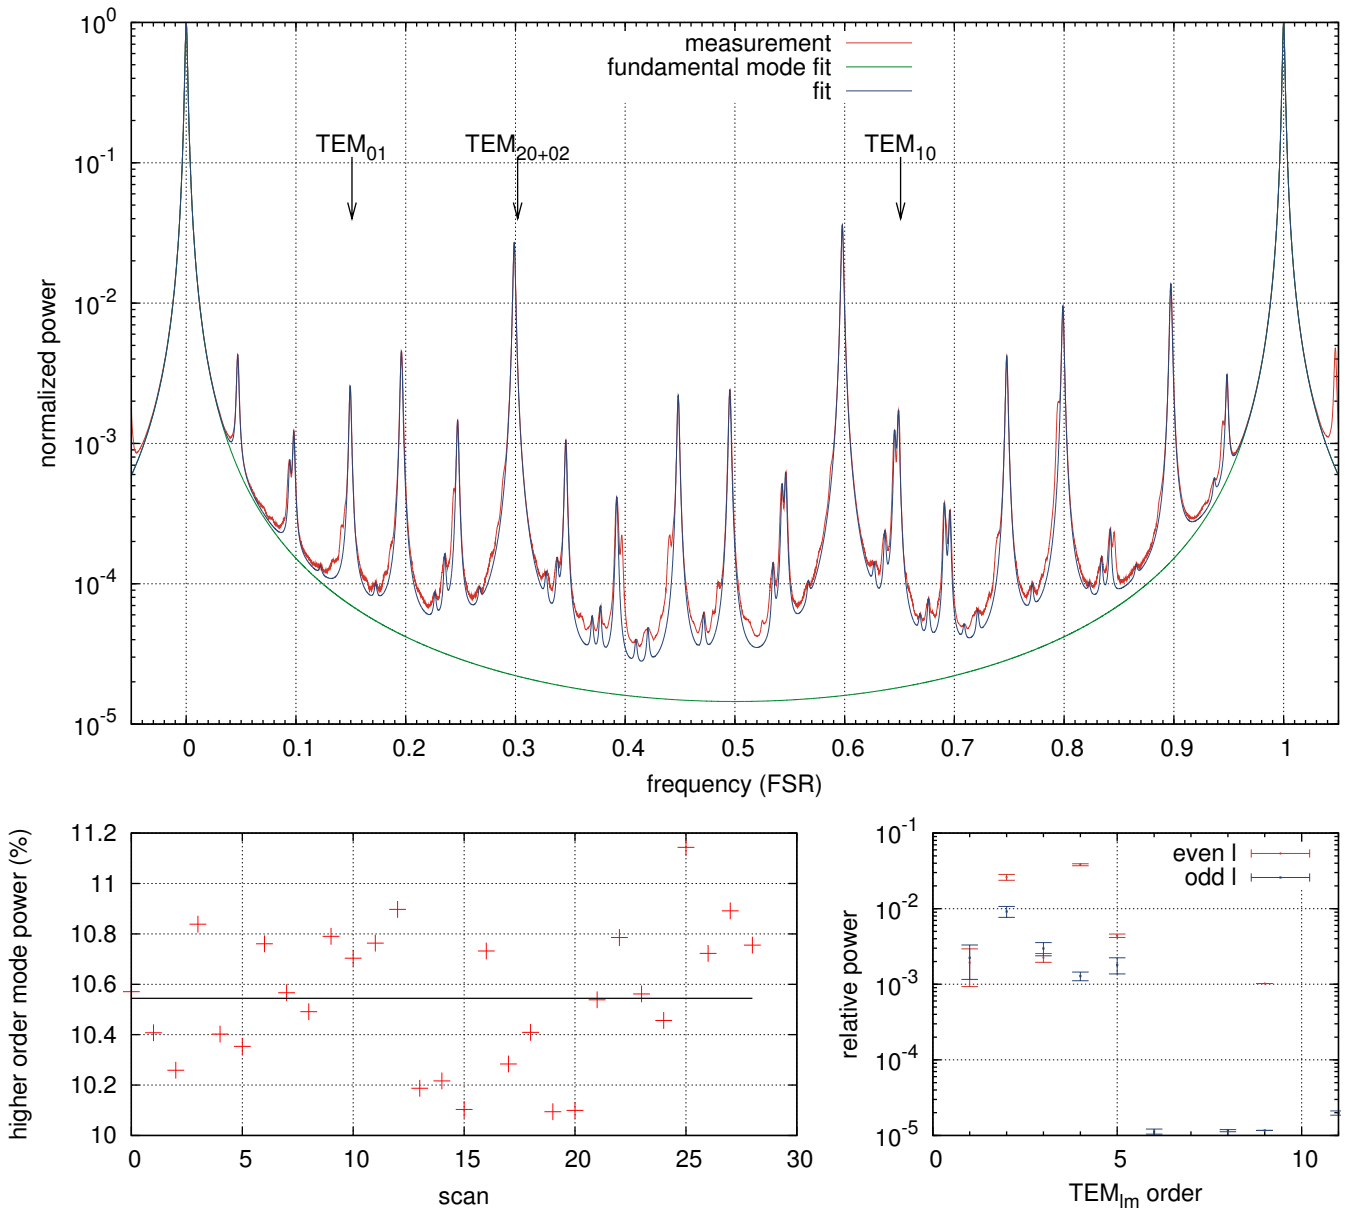 measurement
fundamental mode fit
fit
TEM01 TEM20+02 TEM10
10^0
10^-1
10^-2
10^-3
10^-4
10^-5
normalized power
0 0.1 0.2 0.3 0.4 0.5 0.6 0.7 0.8 0.9 1
frequency (FSR)
11.2
11
10.8
10.6
10.4
10.2
10
higher order mode power (%)
0 5 10 15 20 25 30
scan
even l
odd l
10^-1
10^-2
10^-3
10^-4
10^-5
relative power
0 5 10
TEMlm order